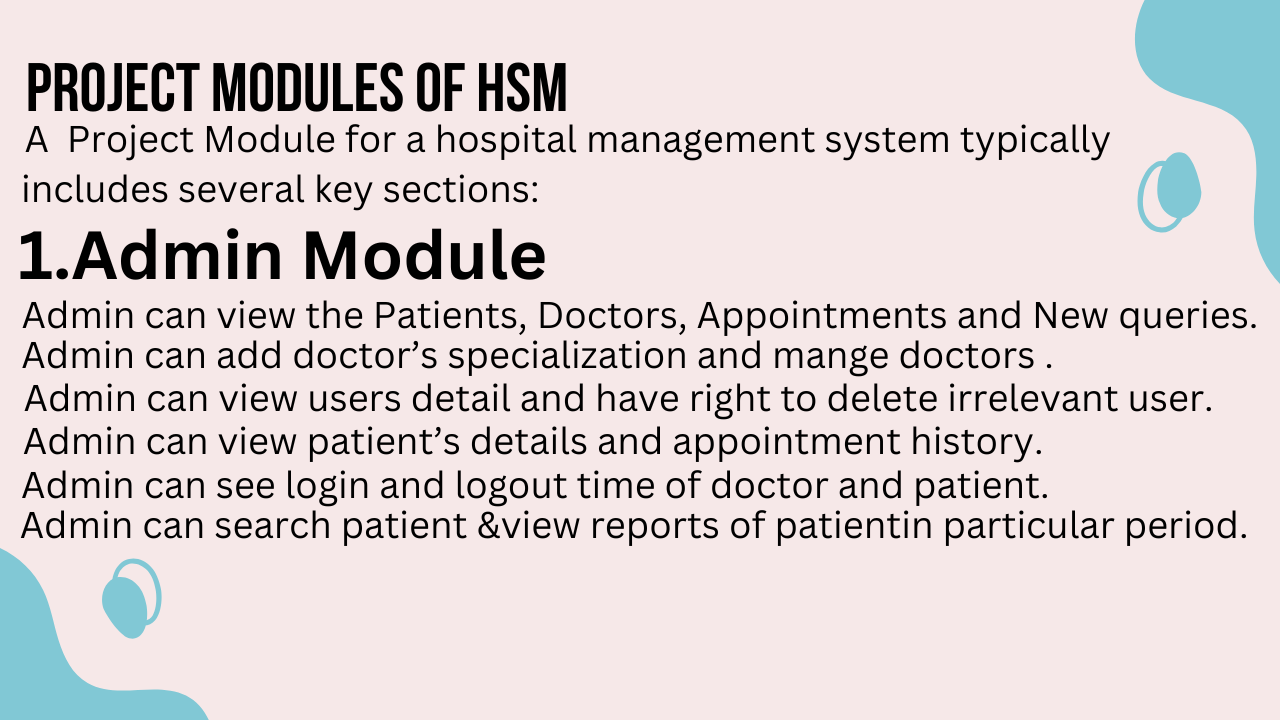 PROJECT MODULES OF HSM
A  Project Module for a hospital management system typically
includes several key sections:
1.Admin Module
Admin can view the Patients, Doctors, Appointments and New queries.
Admin can add doctor’s specialization and mange doctors .
Admin can view users detail and have right to delete irrelevant user.
Admin can view patient’s details and appointment history.
Admin can see login and logout time of doctor and patient.
Admin can search patient &view reports of patientin particular period.